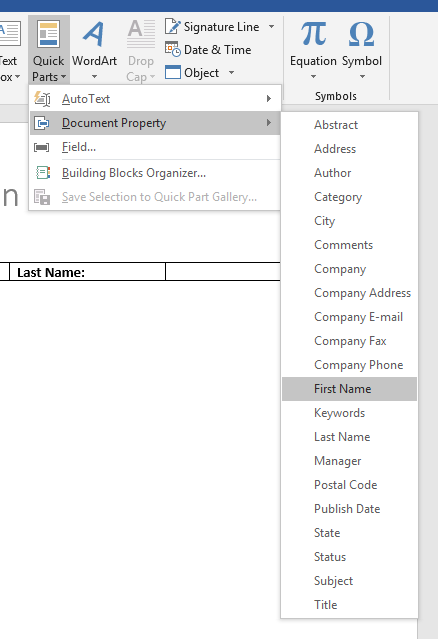 Text
Box
Quick
Parts
WordArt
Drop
Cap
Signature Line
Date & Time
Object
Equation
Symbol
Symbols
AutoText
Document Property
Field...
Building Blocks Organizer...
Save Selection to Quick Part Gallery...
n
Last Name:
Abstract
Address
Author
Category
City
Comments
Company
Company Address
Company E-mail
Company Fax
Company Phone
First Name
Keywords
Last Name
Manager
Postal Code
Publish Date
State
Status
Subject
Title